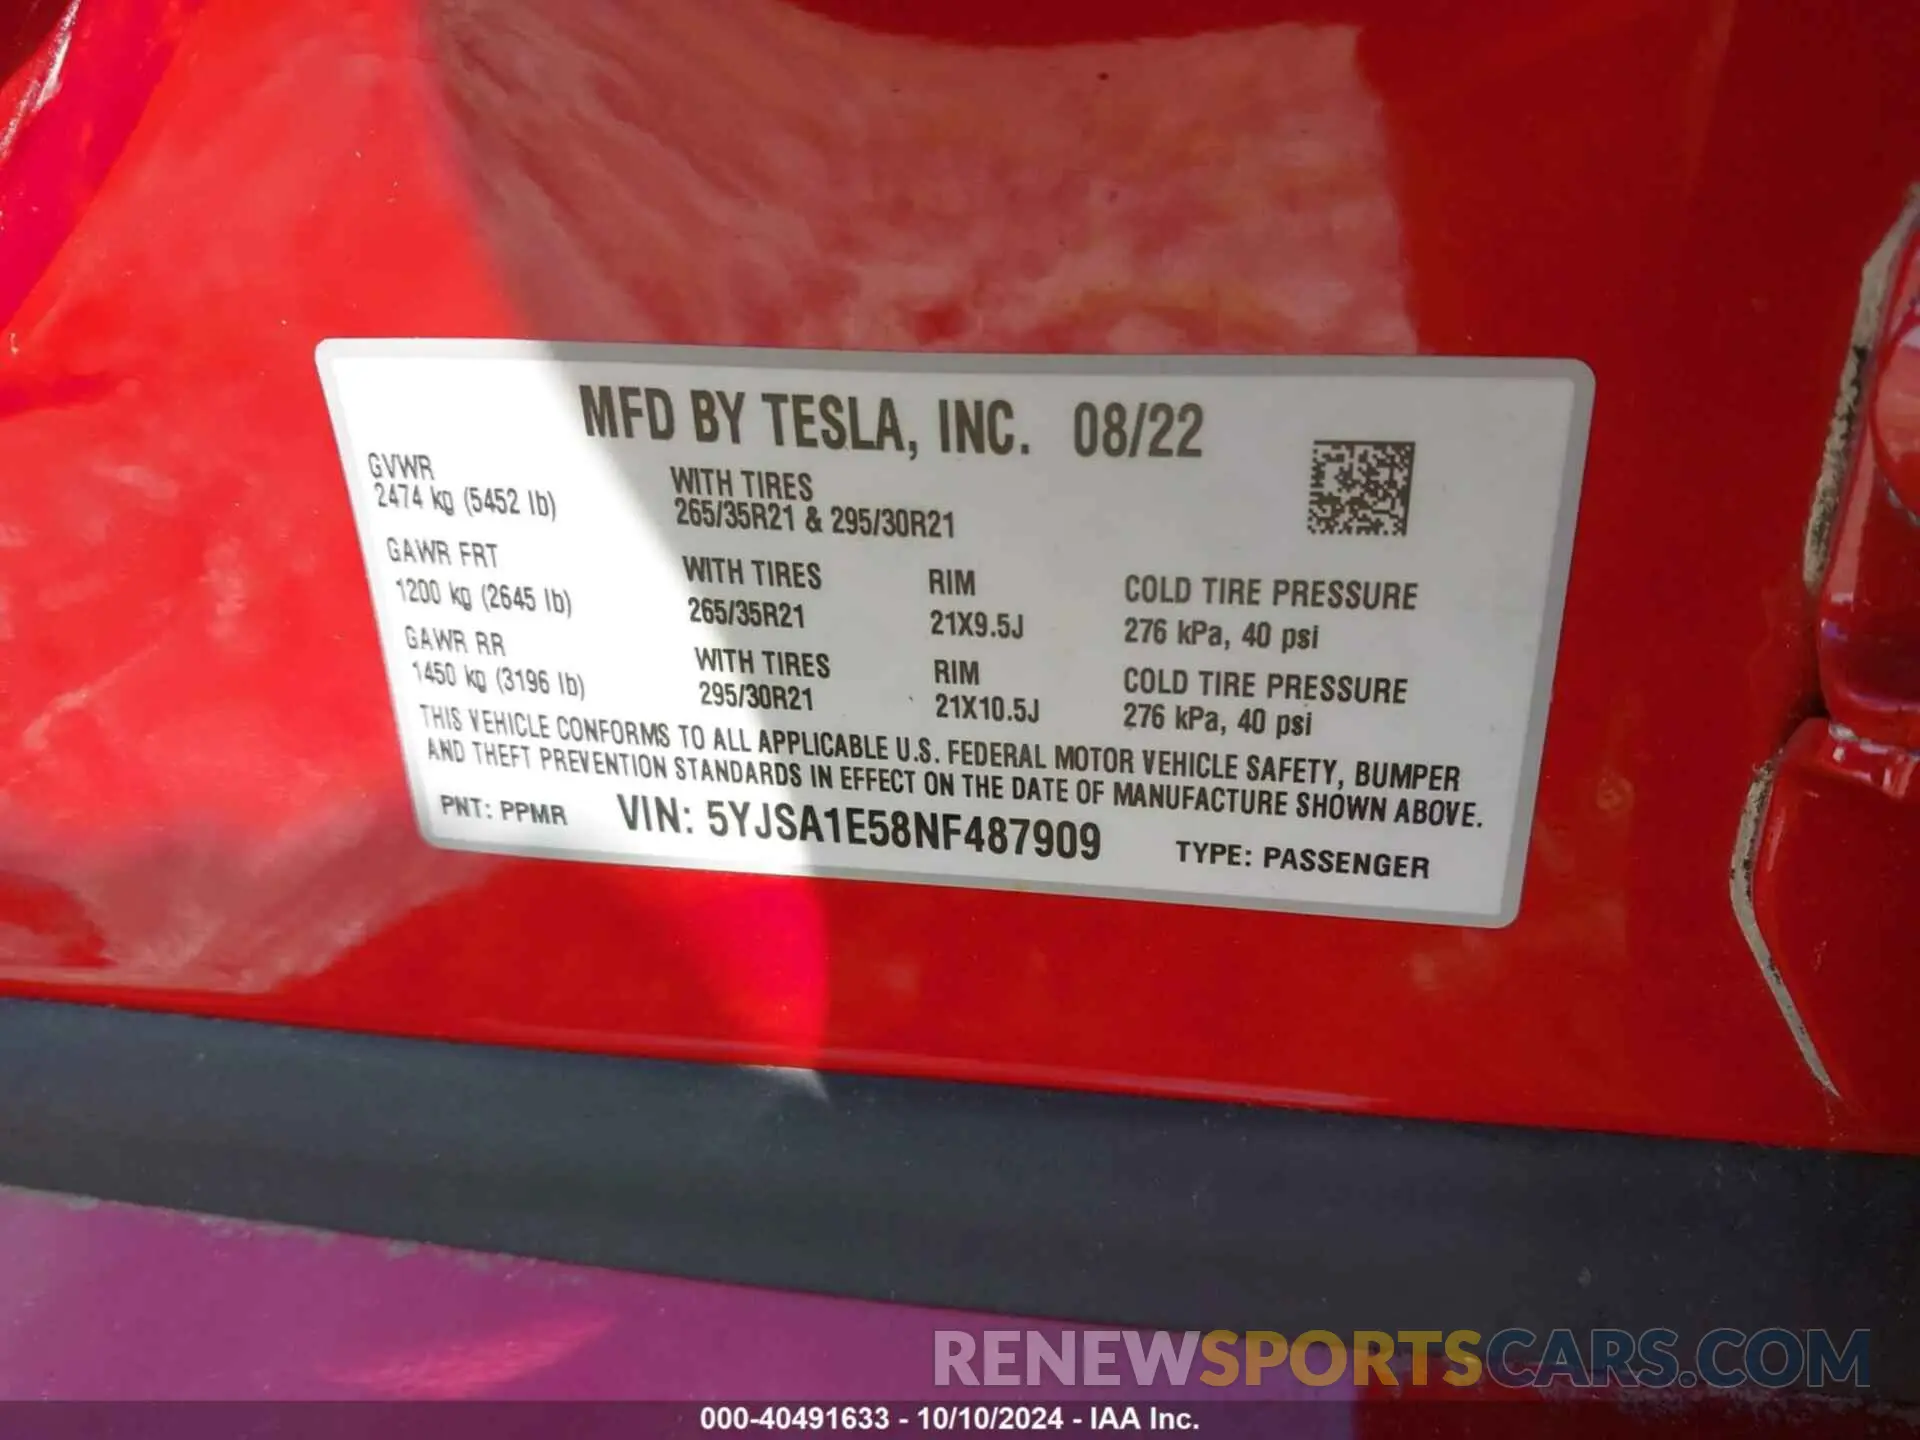 MFD BY TESLA, INC. 08/22
GVWR
2474 kg (5452 lb)
WITH TIRES
265/35R21 & 295/30R21
GAWR FRT
1200 kg (2645 lb)
WITH TIRES
265/35R21
RIM
21X9.5J
COLD TIRE PRESSURE
276 kPa, 40 psi
GAWR RR
1450 kg (3196 lb)
WITH TIRES
295/30R21
RIM
21X10.5J
COLD TIRE PRESSURE
276 kPa, 40 psi
THIS VEHICLE CONFORMS TO ALL APPLICABLE U.S. FEDERAL MOTOR VEHICLE SAFETY, BUMPER
AND THEFT PREVENTION STANDARDS IN EFFECT ON THE DATE OF MANUFACTURE SHOWN ABOVE.
PNT: PPMR VIN: 5YJSA1E58NF487909 TYPE: PASSENGER
RENEWSPORTSCARS.COM
000-40491633 - 10/10/2024 - IAA Inc.